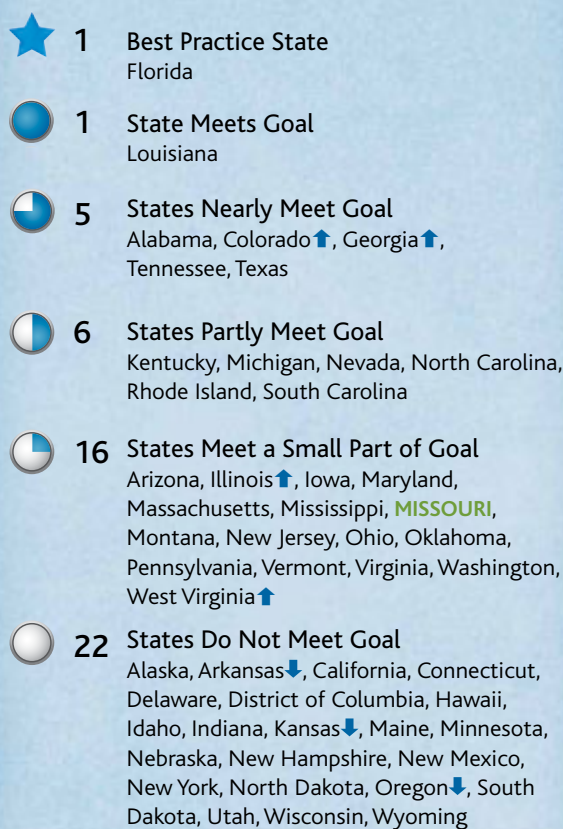 1 Best Practice State
Florida
1 State Meets Goal
Louisiana
5 States Nearly Meet Goal
Alabama, Colorado⬆, Georgia⬆,
Tennessee, Texas
6 States Partly Meet Goal
Kentucky, Michigan, Nevada, North Carolina,
Rhode Island, South Carolina
16 States Meet a Small Part of Goal
Arizona, Illinois⬆, Iowa, Maryland,
Massachusetts, Mississippi, MISSOURI,
Montana, New Jersey, Ohio, Oklahoma,
Pennsylvania, Vermont, Virginia, Washington,
West Virginia⬆
22 States Do Not Meet Goal
Alaska, Arkansas⬇, California, Connecticut,
Delaware, District of Columbia, Hawaii,
Idaho, Indiana, Kansas⬇, Maine, Minnesota,
Nebraska, New Hampshire, New Mexico,
New York, North Dakota, Oregon⬇, South
Dakota, Utah, Wisconsin, Wyoming